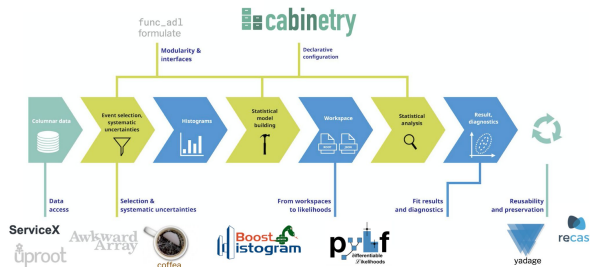 func_adl
formulate
cabinetry
Modularity &
interfaces
Declarative
configuration
Columnar data
Event selection,
systematic
uncertainties
Histograms
Statistical
model
building
Workspace
Statistical
analysis
Result,
diagnostics
Data
access
Selection &
systematic uncertainties
From workspaces
to likelihoods
Fit results
and diagnostics
Reusability
and preservation
ServiceX
uproot
Awkward
Array
coffea
Boost
istogram
pyhf
differentiable
likelihoods
yadage
recas